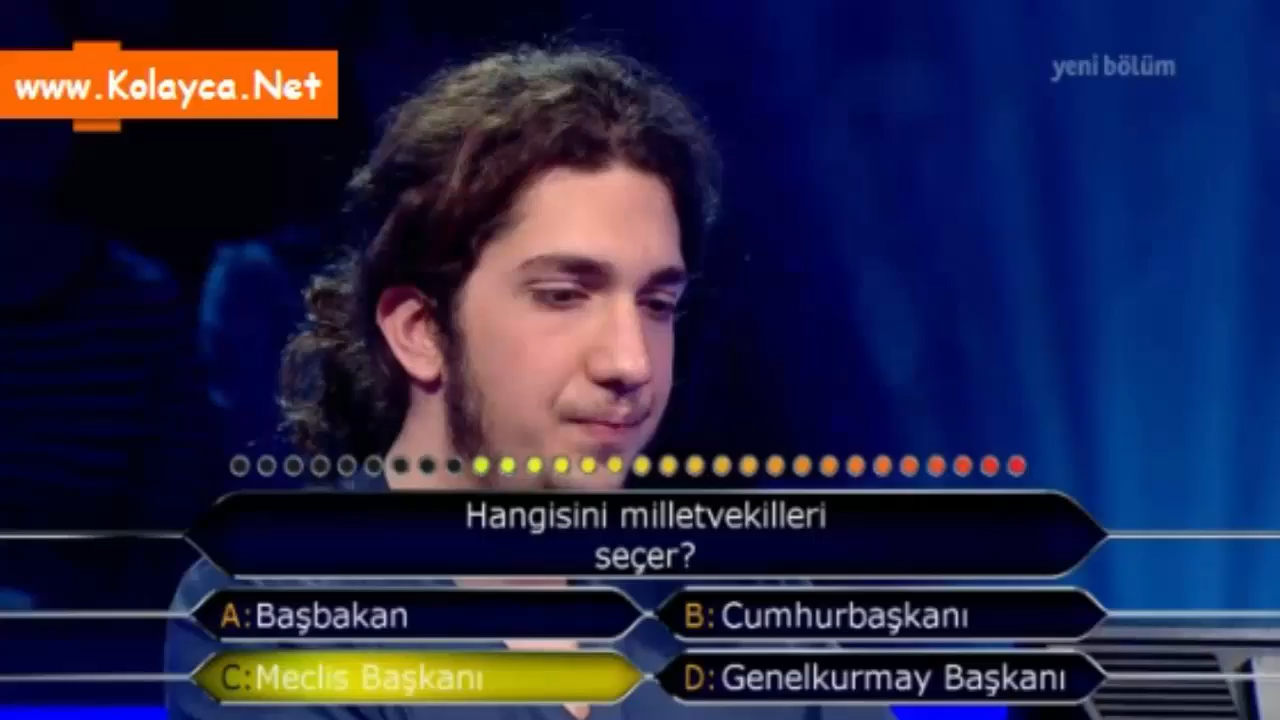 www.Kolayca.Net
yeni bölüm
Hangisini milletvekilleri
seçer?
A: Başbakan
B: Cumhurbaşkanı
C: Meclis Başkanı
D: Genelkurmay Başkanı